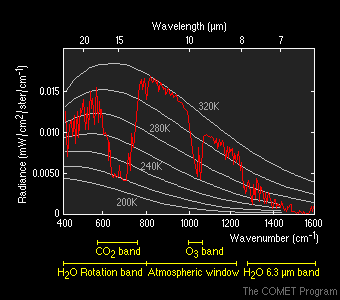 Wavelength (μm)
20 15 10 8 7
Radiance (mW/cm²/ster/cm⁻¹)
0.015
0.010
0.0050
0
320K
280K
240K
200K
400 600 800 1000 1200 1400 1600
Wavenumber (cm⁻¹)
CO₂ band O₃ band
H₂O Rotation band Atmospheric window H₂O 6.3 μm band
The COMET Program